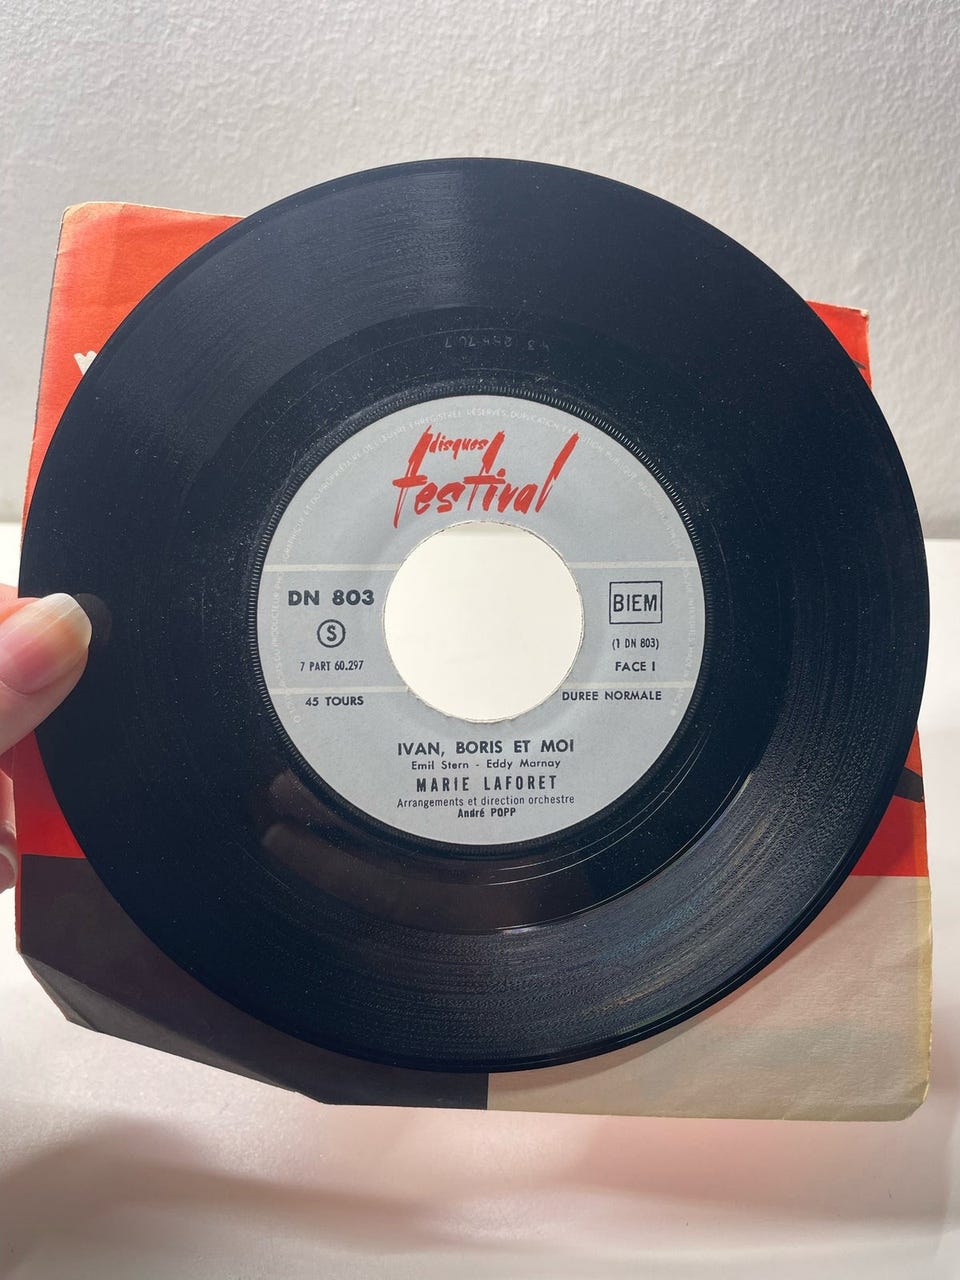 disques
festival
DN 803
S
7 PART 60.297
45 TOURS
BIEM
(1 DN 803)
FACE 1
DUREE NORMALE
IVAN, BORIS ET MOI
Emil Stern - Eddy Marnay
MARIE LAFORET
Arrangements et direction orchestre
André POPP